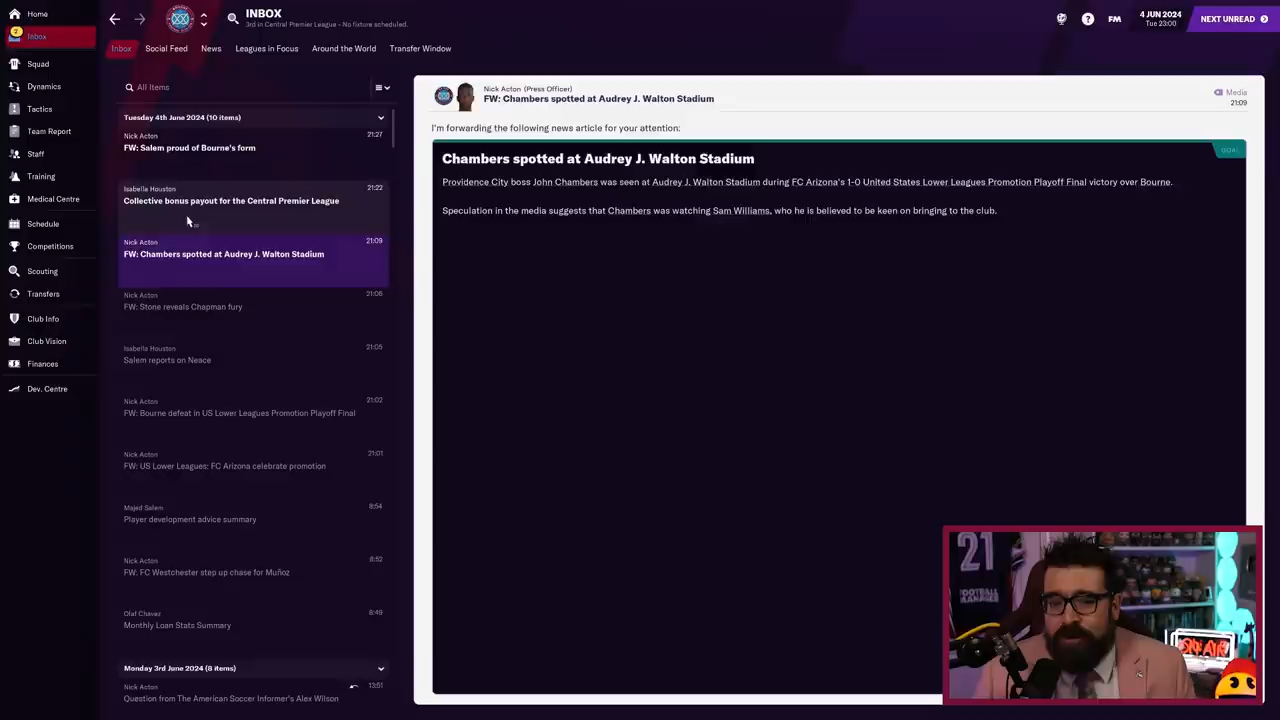 Home
2
Inbox
Squad
Dynamics
Tactics
Team Report
Staff
Training
Medical Centre
Schedule
Competitions
Scouting
Transfers
Club Info
Club Vision
Finances
Dev. Centre
INBOX
3rd in Central Premier League - No fixture scheduled.
FM
4 JUN 2024
Tue 23:00
NEXT UNREAD
Inbox
Social Feed
News
Leagues in Focus
Around the World
Transfer Window
All Items
Tuesday 4th June 2024 (10 items)
Nick Acton 21:27
FW: Salem proud of Bourne's form
Isabella Houston 21:22
Collective bonus payout for the Central Premier League
Nick Acton 21:09
FW: Chambers spotted at Audrey J. Walton Stadium
Nick Acton 21:06
FW: Stone reveals Chapman fury
Isabella Houston 21:05
Salem reports on Neace
Nick Acton 21:02
FW: Bourne defeat in US Lower Leagues Promotion Playoff Final
Nick Acton 21:01
FW: US Lower Leagues: FC Arizona celebrate promotion
Majed Salem 8:54
Player development advice summary
Nick Acton 8:52
FW: FC Westchester step up chase for Muñoz
Olaf Chavez 8:49
Monthly Loan Stats Summary
Monday 3rd June 2024 (8 items)
Nick Acton 13:51
Question from The American Soccer Informer's Alex Wilson
Nick Acton (Press Officer)
FW: Chambers spotted at Audrey J. Walton Stadium
Media
21:09
I'm forwarding the following news article for your attention:
GOAL
Chambers spotted at Audrey J. Walton Stadium
Providence City boss John Chambers was seen at Audrey J. Walton Stadium during FC Arizona's 1-0 United States Lower Leagues Promotion Playoff Final victory over Bourne.
Speculation in the media suggests that Chambers was watching Sam Williams, who he is believed to be keen on bringing to the club.
21
FOOTBALL
MANAGER
ON AIR